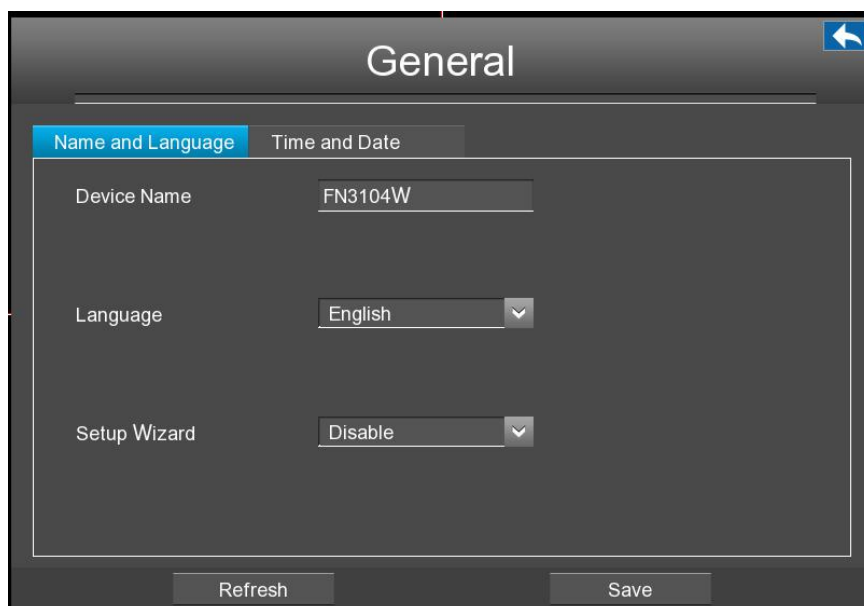 General
Name and Language Time and Date
Device Name FN3104W
Language English
Setup Wizard Disable
Refresh Save